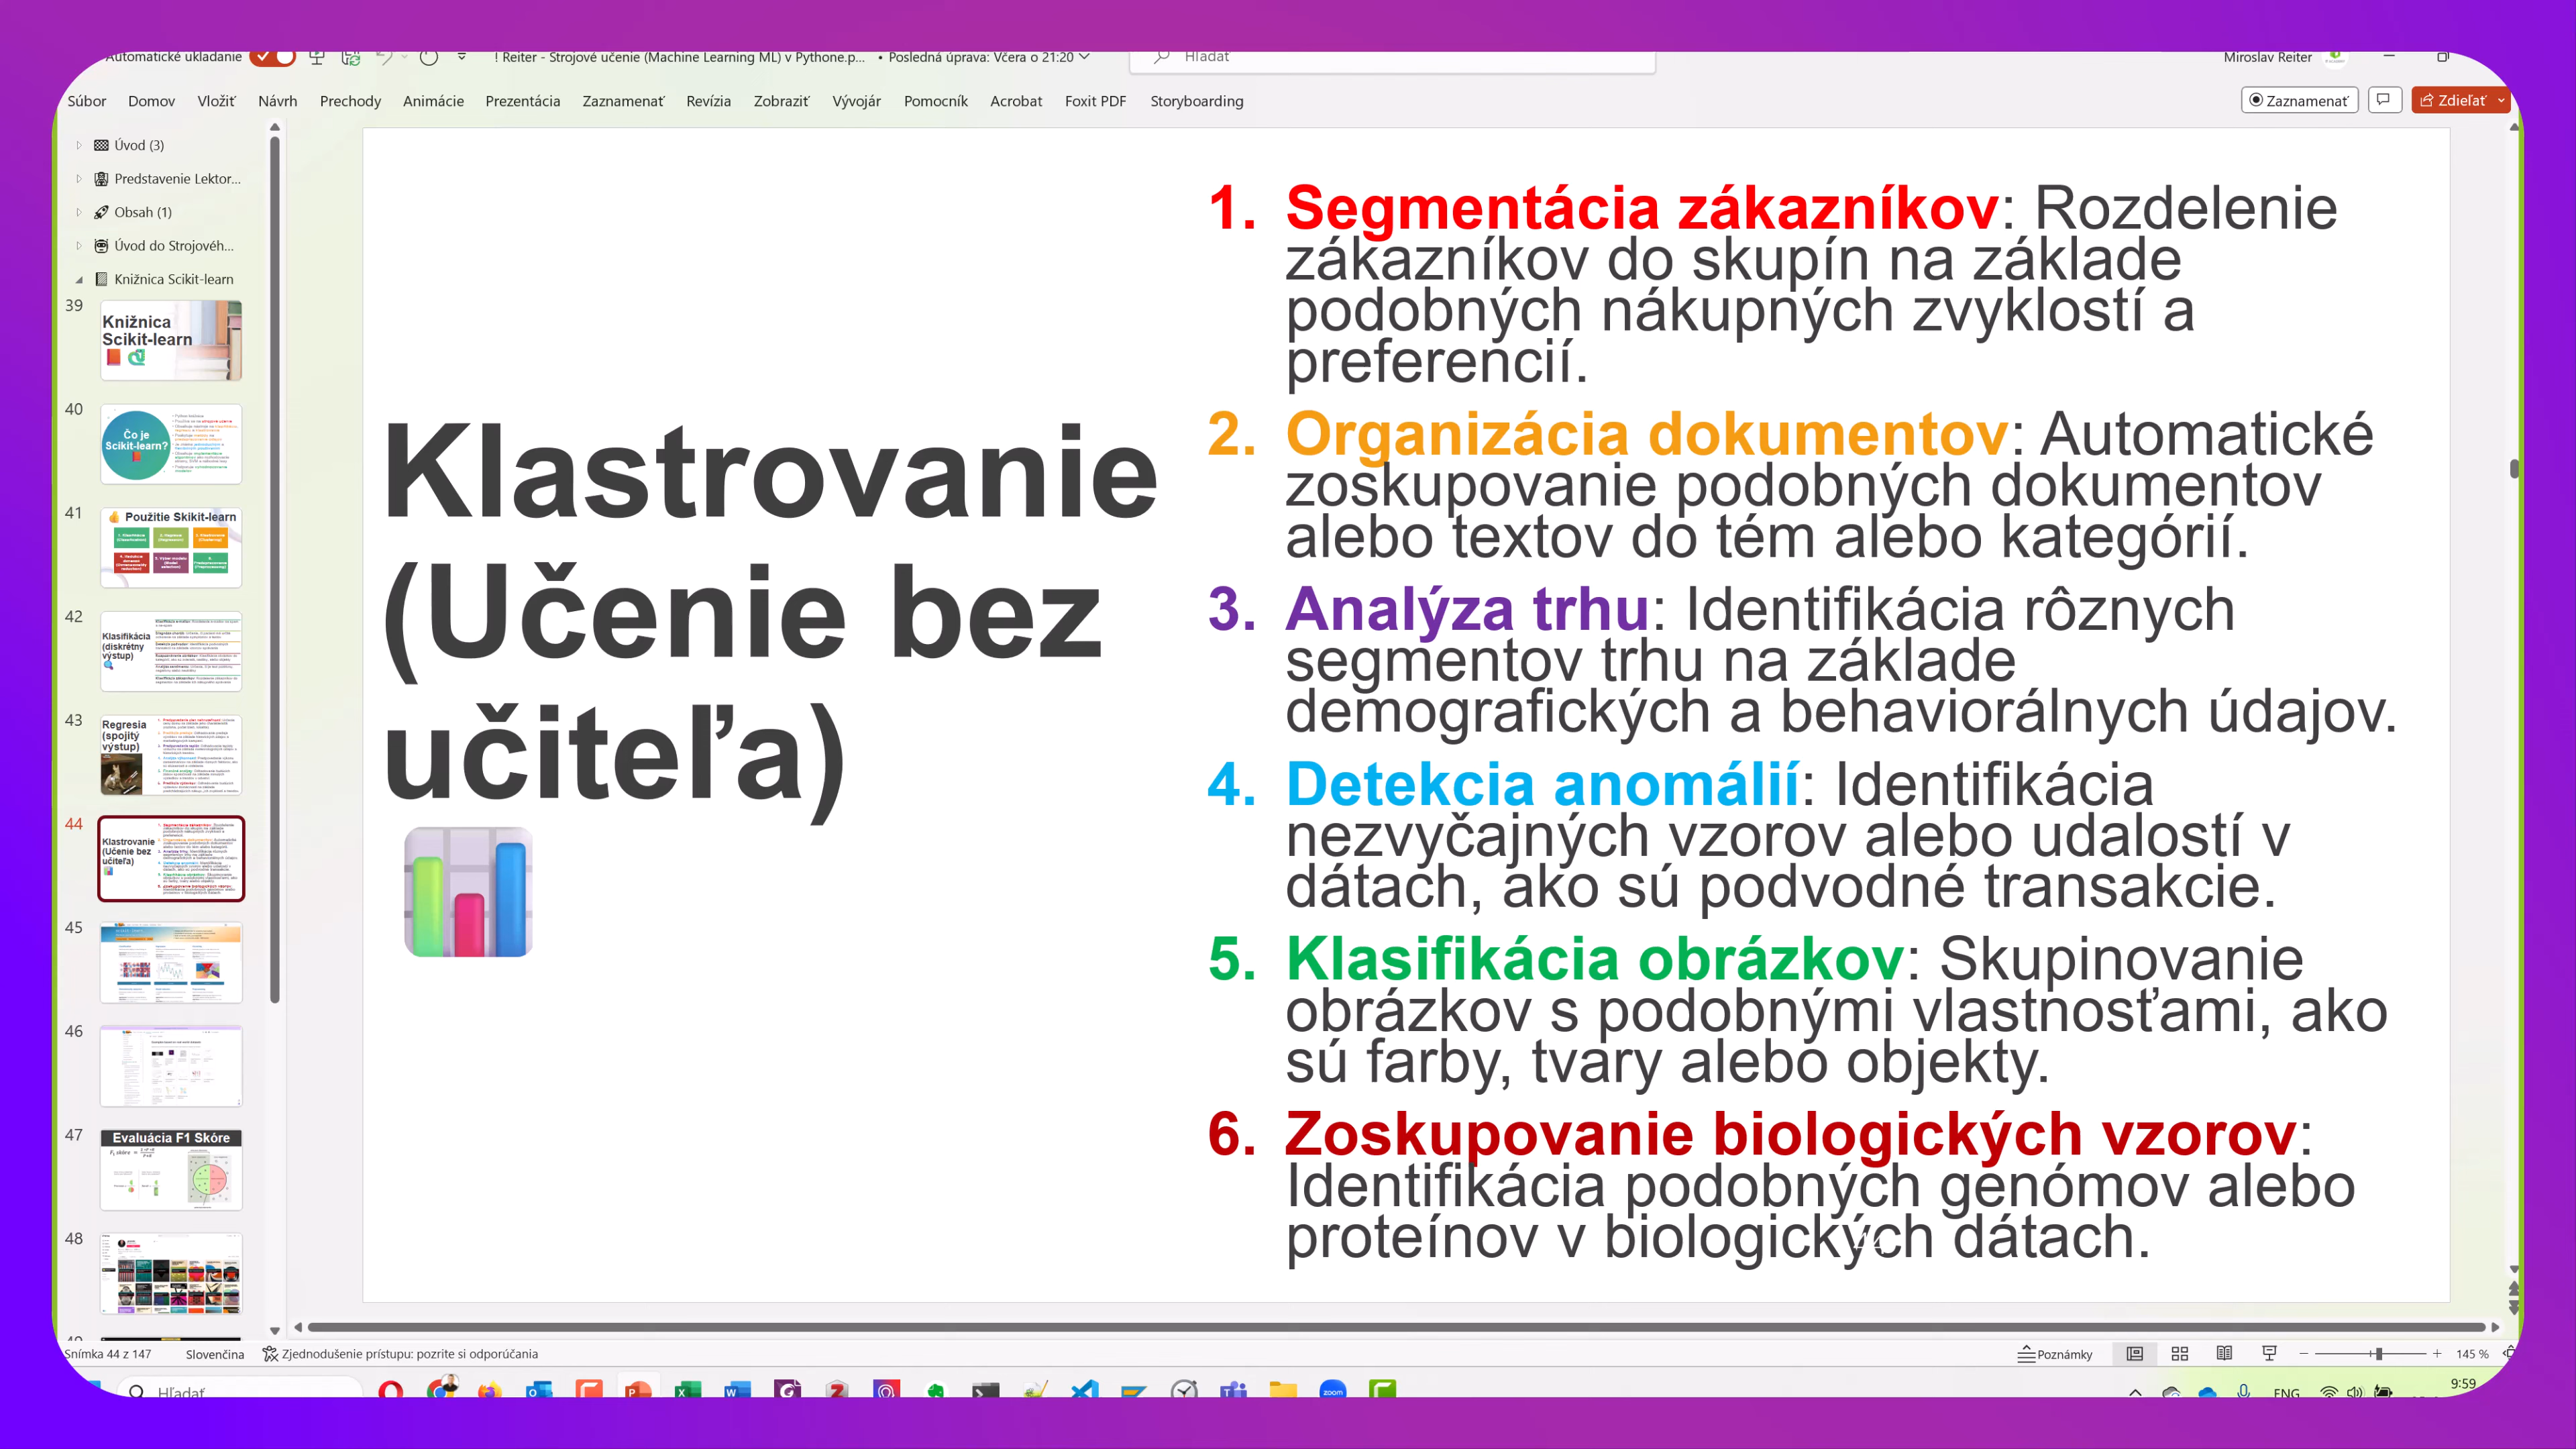 Automatické ukladanie
! Reiter - Strojové učenie (Machine Learning ML) v Pythone.p... • Posledná úprava: Včera o 21:20
Hľadať
Miroslav Reiter
Súbor Domov Vložiť Návrh Prechody Animácie Prezentácia Zaznamenať Revízia Zobraziť Vývojár Pomocník Acrobat Foxit PDF Storyboarding
Zaznamenať
Zdieľať
Úvod (3)
Predstavenie Lektor...
Obsah (1)
Úvod do Strojovéh...
Knižnica Scikit-learn
39
Knižnica
Scikit-learn
40
Čo je
Scikit-learn?
41
Použitie Skikit-learn
42
Klasifikácia
(diskrétny
výstup)
43
Regresia
(spojitý
výstup)
44
Klastrovanie
(Učenie bez
učiteľa)
45
46
47
Evaluácia F1 Skóre
48
Klastrovanie
(Učenie bez
učiteľa)
1. Segmentácia zákazníkov: Rozdelenie
zákazníkov do skupín na základe
podobných nákupných zvyklostí a
preferencií.
2. Organizácia dokumentov: Automatické
zoskupovanie podobných dokumentov
alebo textov do tém alebo kategórií.
3. Analýza trhu: Identifikácia rôznych
segmentov trhu na základe
demografických a behaviorálnych údajov.
4. Detekcia anomálií: Identifikácia
nezvyčajných vzorov alebo udalostí v
dátach, ako sú podvodné transakcie.
5. Klasifikácia obrázkov: Skupinovanie
obrázkov s podobnými vlastnosťami, ako
sú farby, tvary alebo objekty.
6. Zoskupovanie biologických vzorov:
Identifikácia podobných genómov alebo
proteínov v biologických dátach.
Snímka 44 z 147
Slovenčina
Zjednodušenie prístupu: pozrite si odporúčania
Poznámky
145 %
Hľadať
zoom
ENG
9:59